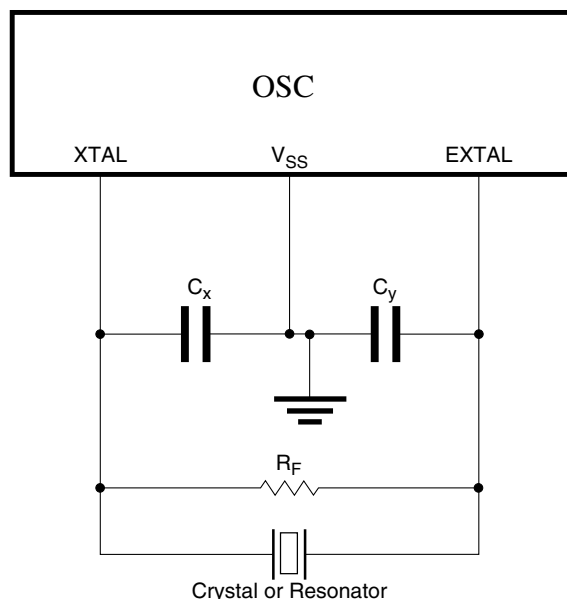 OSC
XTAL
VSS
EXTAL
Cx
Cy
RF
Crystal or Resonator